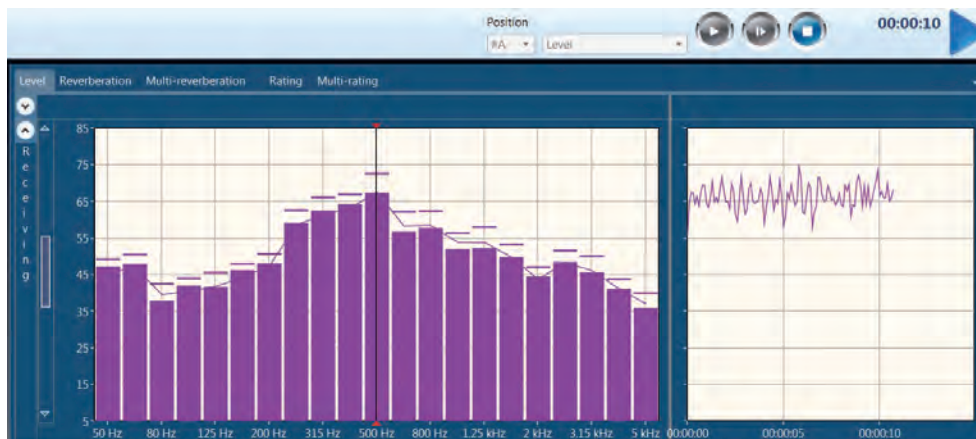 Position
#A Level 00:00:10
Level Reverberation Multi-reverberation Rating Multi-rating
Receiving
85
75
65
55
45
35
25
15
5
50 Hz 80 Hz 125 Hz 200 Hz 315 Hz 500 Hz 800 Hz 1.25 kHz 2 kHz 3.15 kHz 5 kHz 00:00:00 00:00:05 00:00:10